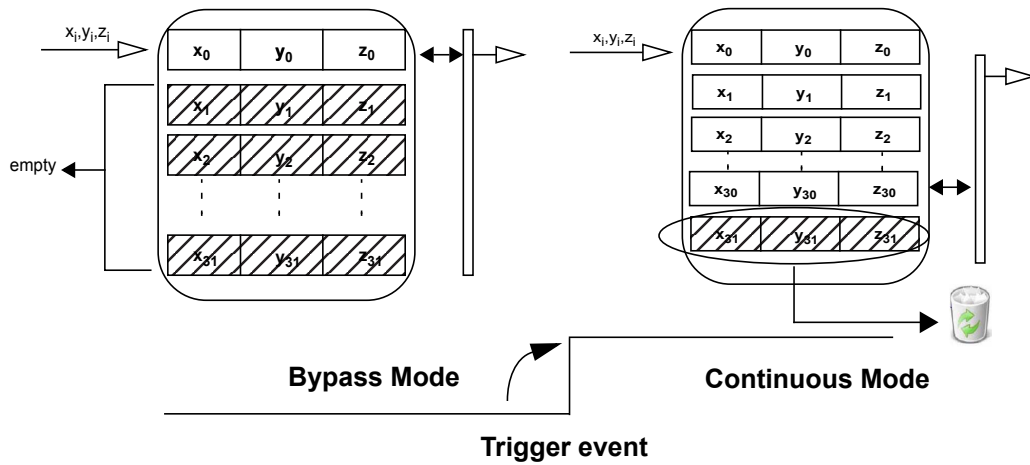 xᵢ,yᵢ,zᵢ
x₀ y₀ z₀
x₁ y₁ z₁
x₂ y₂ z₂
x₃₁ y₃₁ z₃₁
empty
xᵢ,yᵢ,zᵢ
x₀ y₀ z₀
x₁ y₁ z₁
x₂ y₂ z₂
x₃₀ y₃₀ z₃₀
x₃₁ y₃₁ z₃₁
Bypass Mode
Continuous Mode
Trigger event